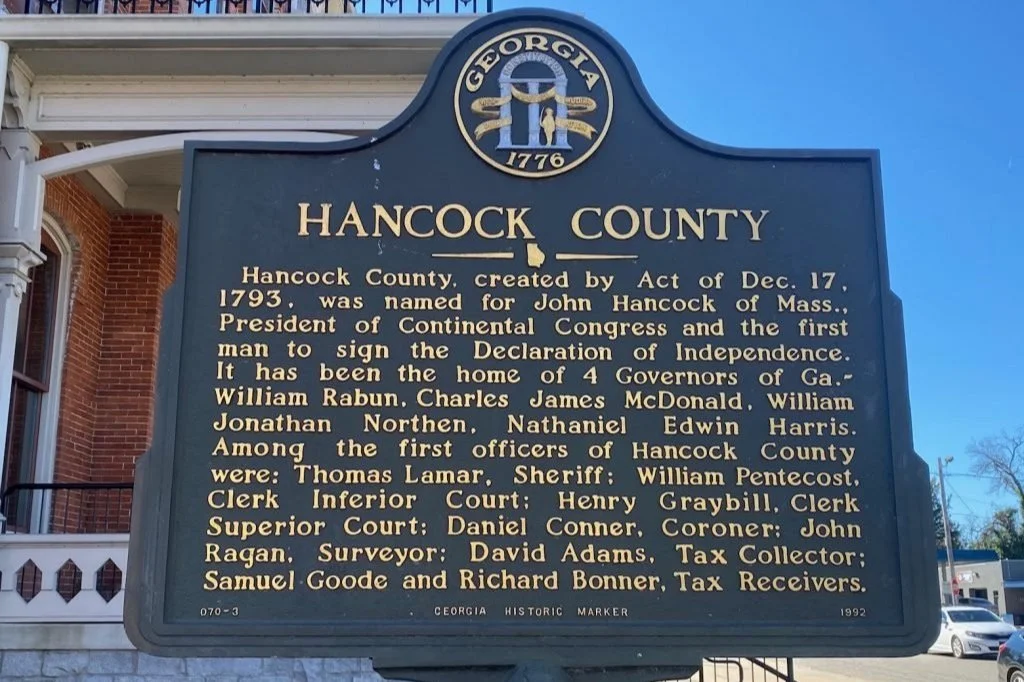 GEORGIA
1776
HANCOCK COUNTY
Hancock County, created by Act of Dec. 17,
1793, was named for John Hancock of Mass.,
President of Continental Congress and the first
man to sign the Declaration of Independence.
It has been the home of 4 Governors of Ga.-
William Rabun, Charles James McDonald, William
Jonathan Northen, Nathaniel Edwin Harris.
Among the first officers of Hancock County
were: Thomas Lamar, Sheriff; William Pentecost,
Clerk Inferior Court; Henry Graybill, Clerk
Superior Court; Daniel Conner, Coroner; John
Ragan, Surveyor; David Adams, Tax Collector;
Samuel Goode and Richard Bonner, Tax Receivers.
070-3 GEORGIA HISTORIC MARKER 1992